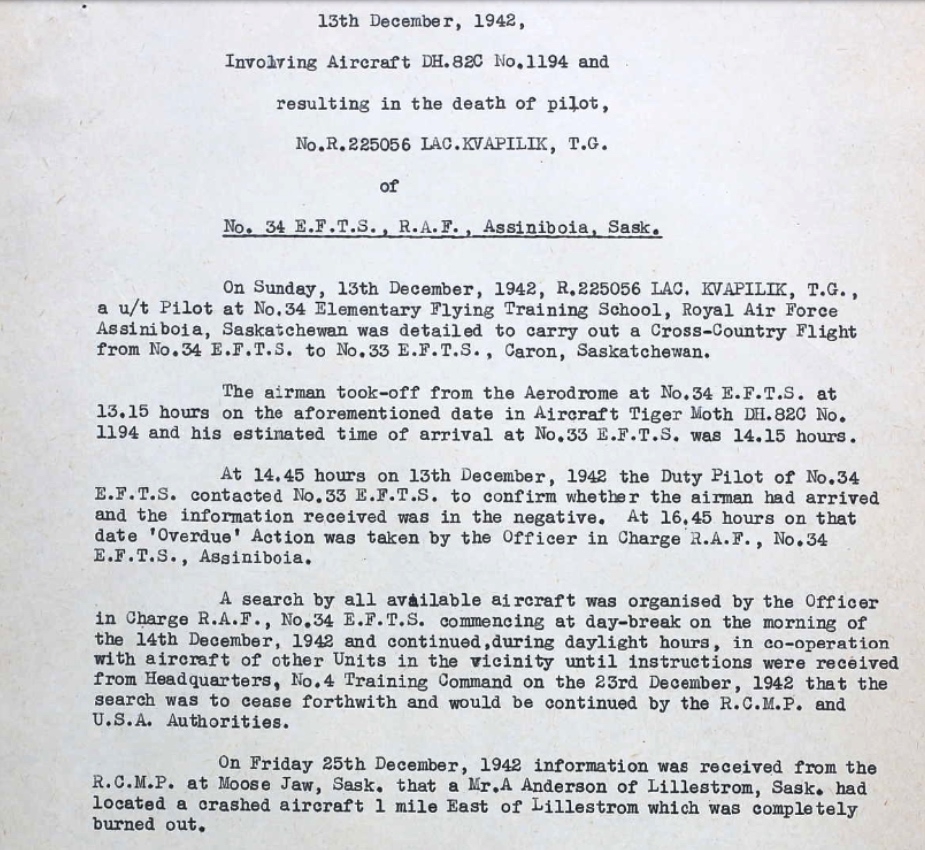 13th December, 1942,
Involving Aircraft DH.82C No.1194 and
resulting in the death of pilot,
No.R.225056 LAC.KVAPILIK, T.G.
of
No. 34 E.F.T.S., R.A.F., Assiniboia, Sask.
On Sunday, 13th December, 1942, R.225056 LAC. KVAPILIK, T.G.,
a u/t Pilot at No.34 Elementary Flying Training School, Royal Air Force
Assiniboia, Saskatchewan was detailed to carry out a Cross-Country Flight
from No.34 E.F.T.S. to No.33 E.F.T.S., Caron, Saskatchewan.
The airman took-off from the Aerodrome at No.34 E.F.T.S. at
13.15 hours on the aforementioned date in Aircraft Tiger Moth DH.82C No.
1194 and his estimated time of arrival at No.33 E.F.T.S. was 14.15 hours.
At 14.45 hours on 13th December, 1942 the Duty Pilot of No.34
E.F.T.S. contacted No.33 E.F.T.S. to confirm whether the airman had arrived
and the information received was in the negative. At 16.45 hours on that
date 'Overdue' Action was taken by the Officer in Charge R.A.F., No.34
E.F.T.S., Assiniboia.
A search by all available aircraft was organised by the Officer
in Charge R.A.F., No.34 E.F.T.S. commencing at day-break on the morning of
the 14th December, 1942 and continued,during daylight hours, in co-operation
with aircraft of other Units in the vicinity until instructions were received
from Headquarters, No.4 Training Command on the 23rd December, 1942 that the
search was to cease forthwith and would be continued by the R.C.M.P. and
U.S.A. Authorities.
On Friday 25th December, 1942 information was received from the
R.C.M.P. at Moose Jaw, Sask. that a Mr.A Anderson of Lillestrom, Sask. had
located a crashed aircraft 1 mile East of Lillestrom which was completely
burned out.